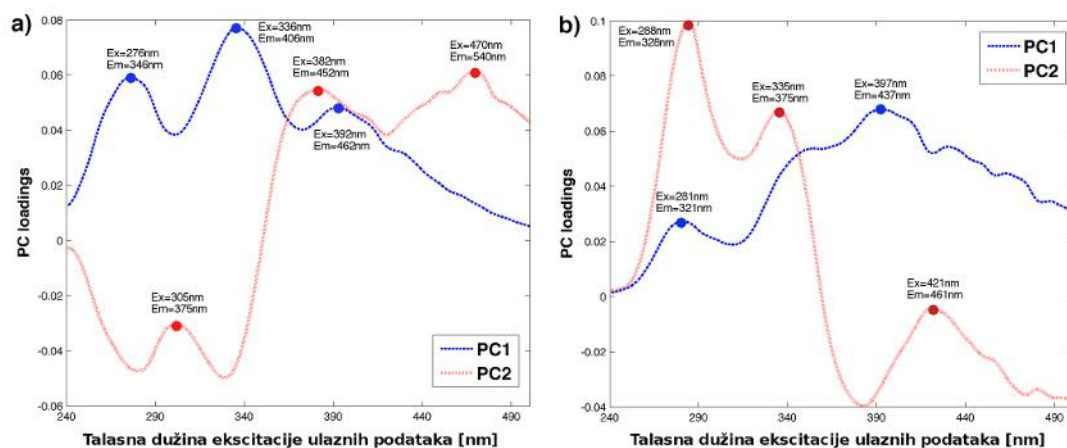 a)
0.08
0.06
0.04
0.02
0
-0.02
-0.04
-0.06
PC loadings
Ex=276nm
Em=346nm
Ex=336nm
Em=406nm
Ex=382nm
Em=452nm
Ex=470nm
Em=540nm
Ex=392nm
Em=462nm
Ex=305nm
Em=375nm
PC1
PC2
240 290 340 390 440 490
Talasna dužina ekscitacije ulaznih podataka [nm]
b)
0.1
0.08
0.06
0.04
0.02
0
-0.02
-0.04
PC loadings
Ex=288nm
Em=328nm
Ex=335nm
Em=375nm
Ex=397nm
Em=437nm
Ex=281nm
Em=321nm
Ex=421nm
Em=461nm
PC1
PC2
240 290 340 390 440 490
Talasna dužina ekscitacije ulaznih podataka [nm]